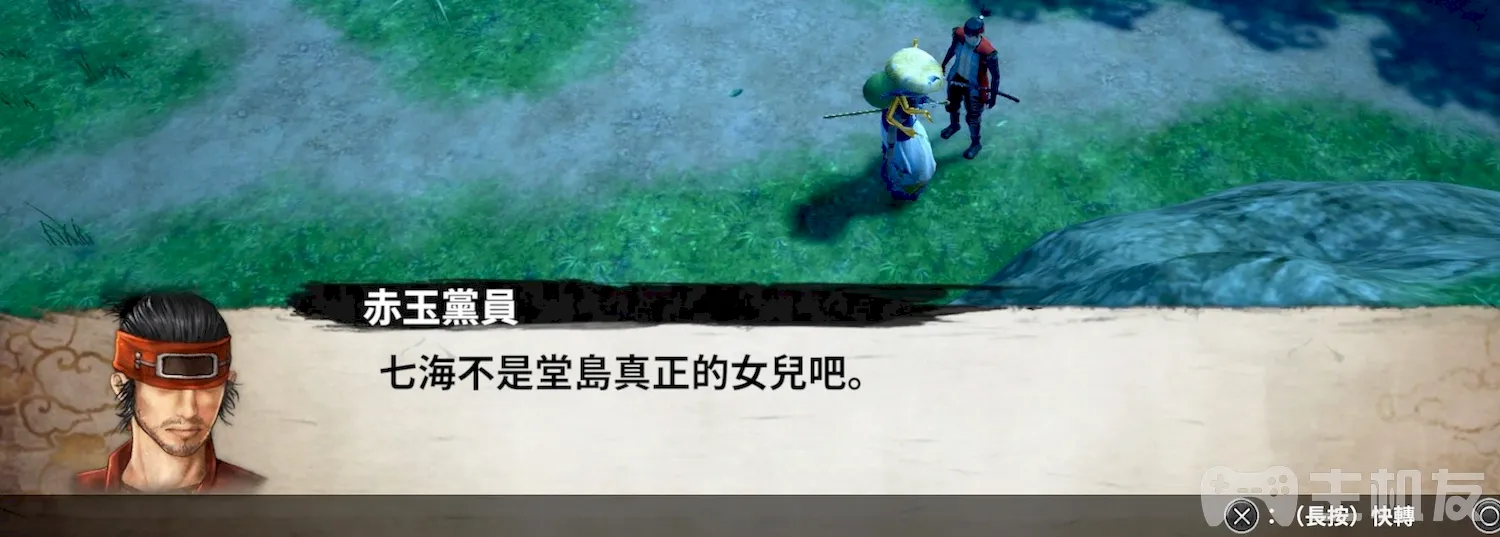 赤玉黨員
七海不是堂島真正的女兒吧。
主机友
：（長按）快轉